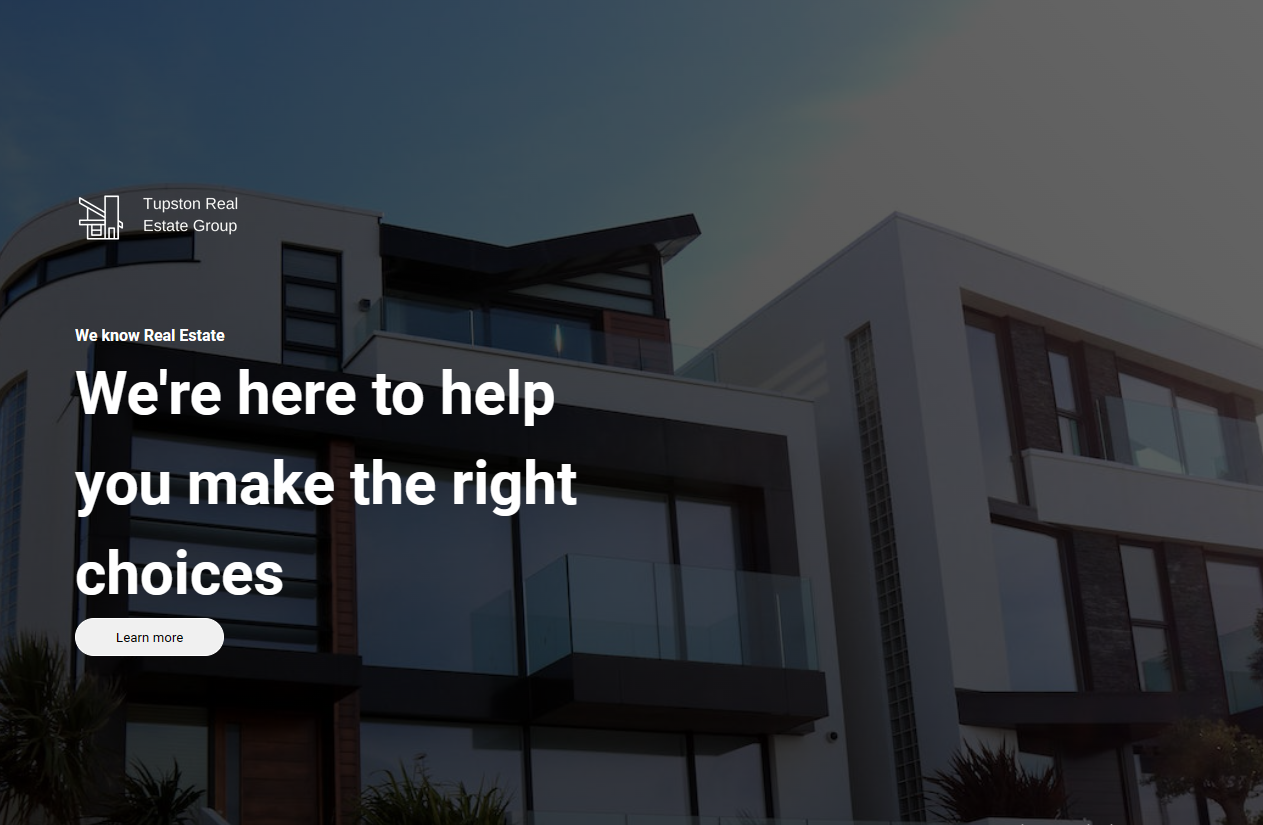 Tupston Real
Estate Group
We know Real Estate
We're here to help
you make the right
choices
Learn more